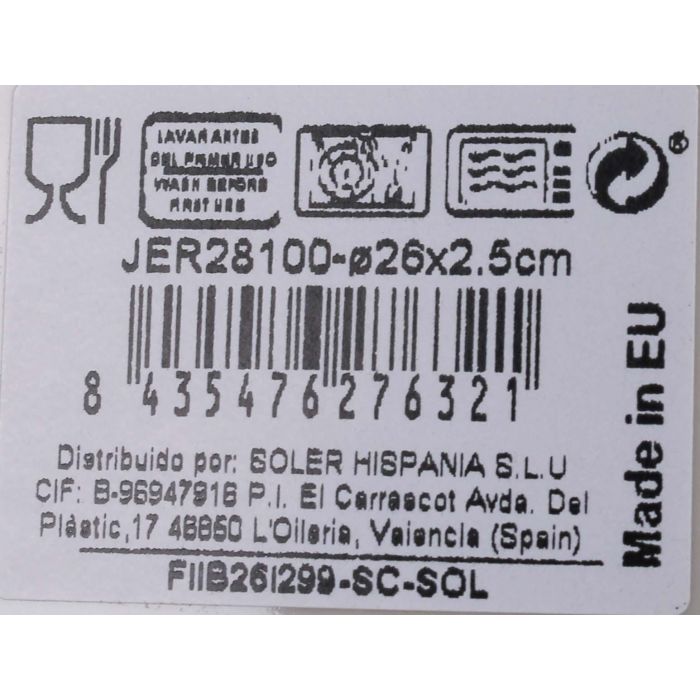 LAVAR ANTES
DEL PRIMER USO
WASH BEFORE
FIRST USE
®
JER28100-ø26x2.5cm
8 435476 276321
Made in EU
Distribuido por: SOLER HISPANIA S.L.U
CIF: B-96947916 P.I. El Carrascot Avda. Del
Plàstic,17 46850 L'Olleria, Valencia (Spain)
F11B261299-SC-SOL